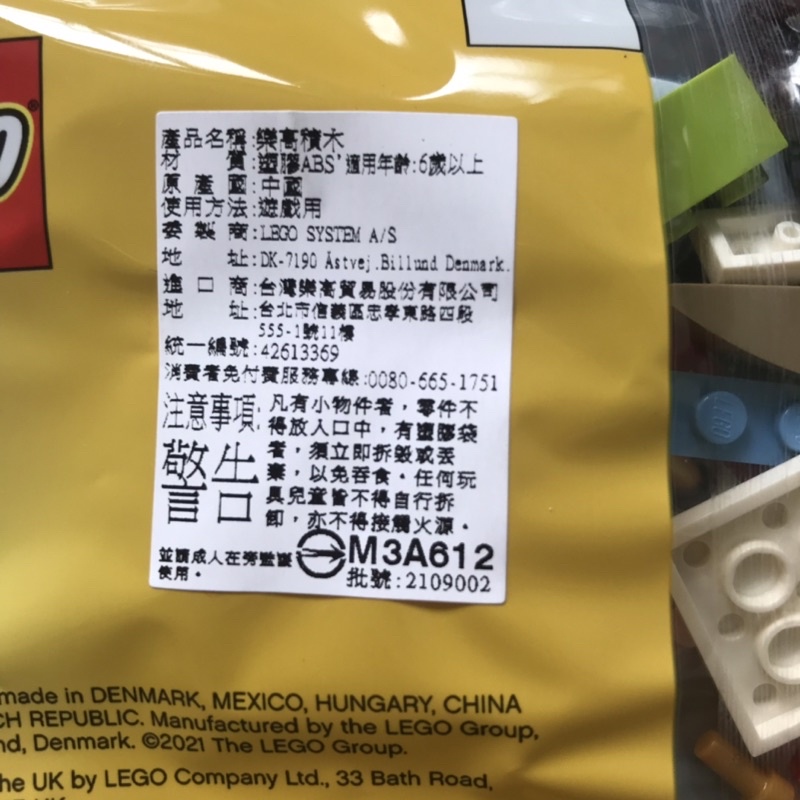 產品名稱:樂高積木
材　質:塑膠ABS'適用年齡:6歲以上
原產國:中國
使用方法:遊戲用
委製商:LEGO SYSTEM A/S
地　址:DK-7190 Åstvej.Billund Denmark.
進口商:台灣樂高貿易股份有限公司
地　址:台北市信義區忠孝東路四段
555-1號11樓
統一編號:42613369
消費者免付費服務專線:0080-665-1751
注意事項:凡有小物件者,零件不
得放入口中,有塑膠袋
警告 者,須立即拆毀或丟
棄,以免吞食。任何玩
具兒童皆不得自行拆
卸,亦不得接觸火源。
並請成人在旁監護
使用。
M3A612
批號:2109002
made in DENMARK, MEXICO, HUNGARY, CHINA
CH REPUBLIC. Manufactured by the LEGO Group,
nd, Denmark. ©2021 The LEGO Group.
he UK by LEGO Company Ltd., 33 Bath Road,
LEGO